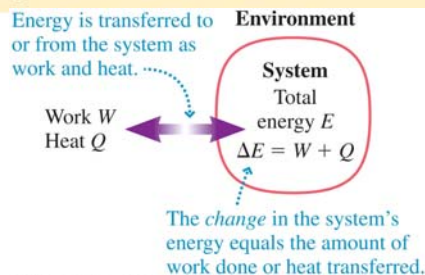 Energy is transferred to
or from the system as
work and heat.
Environment
Work W
Heat Q
System
Total
energy E
ΔE = W + Q
The change in the system's
energy equals the amount of
work done or heat transferred.